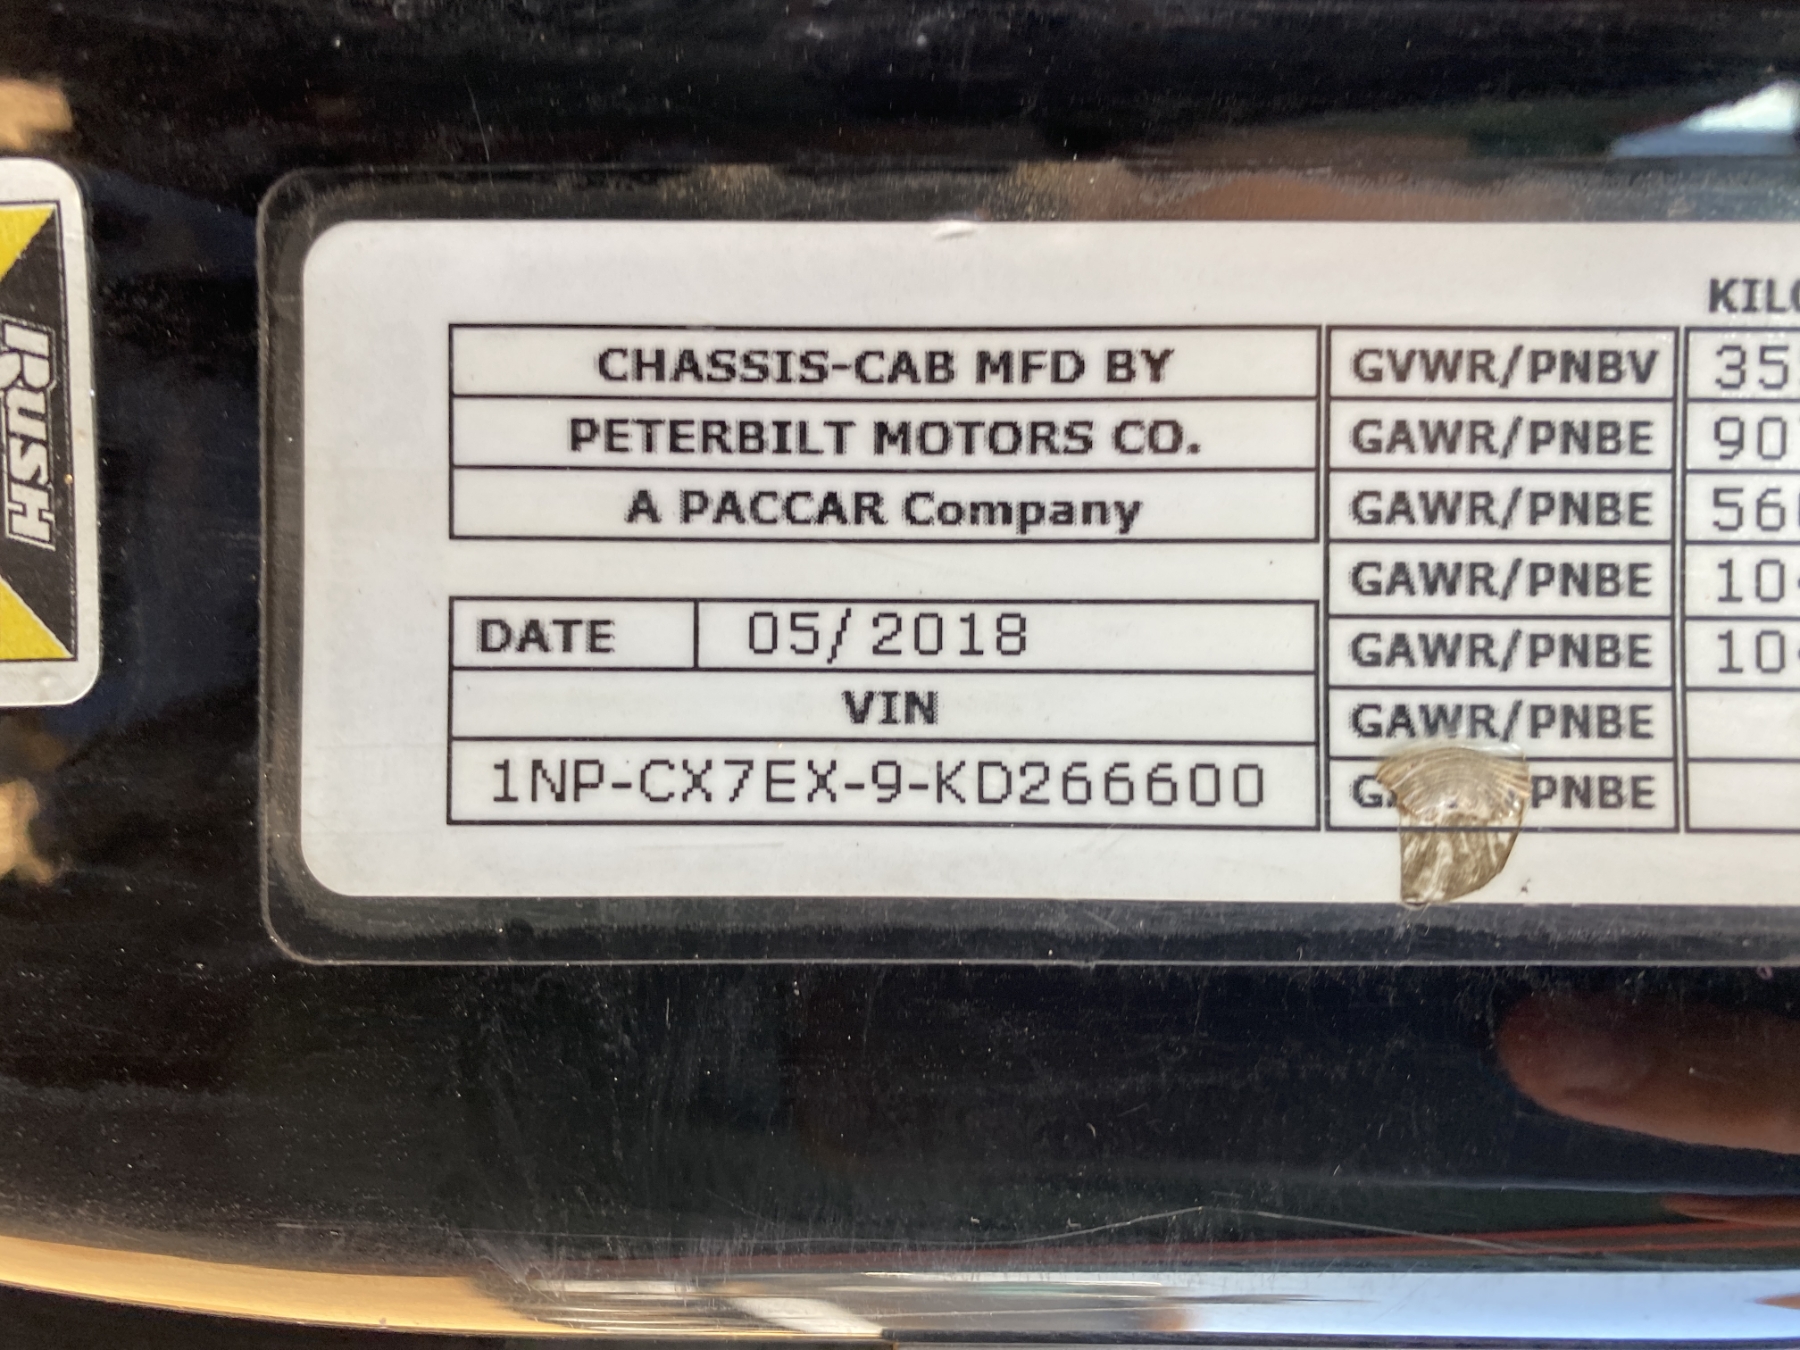 RUSH
KILO
CHASSIS-CAB MFD BY
PETERBILT MOTORS CO.
A PACCAR Company
DATE 05/2018
VIN
1NP-CX7EX-9-KD266600
GVWR/PNBV 35
GAWR/PNBE 90
GAWR/PNBE 56
GAWR/PNBE 10
GAWR/PNBE 10
GAWR/PNBE
PNBE